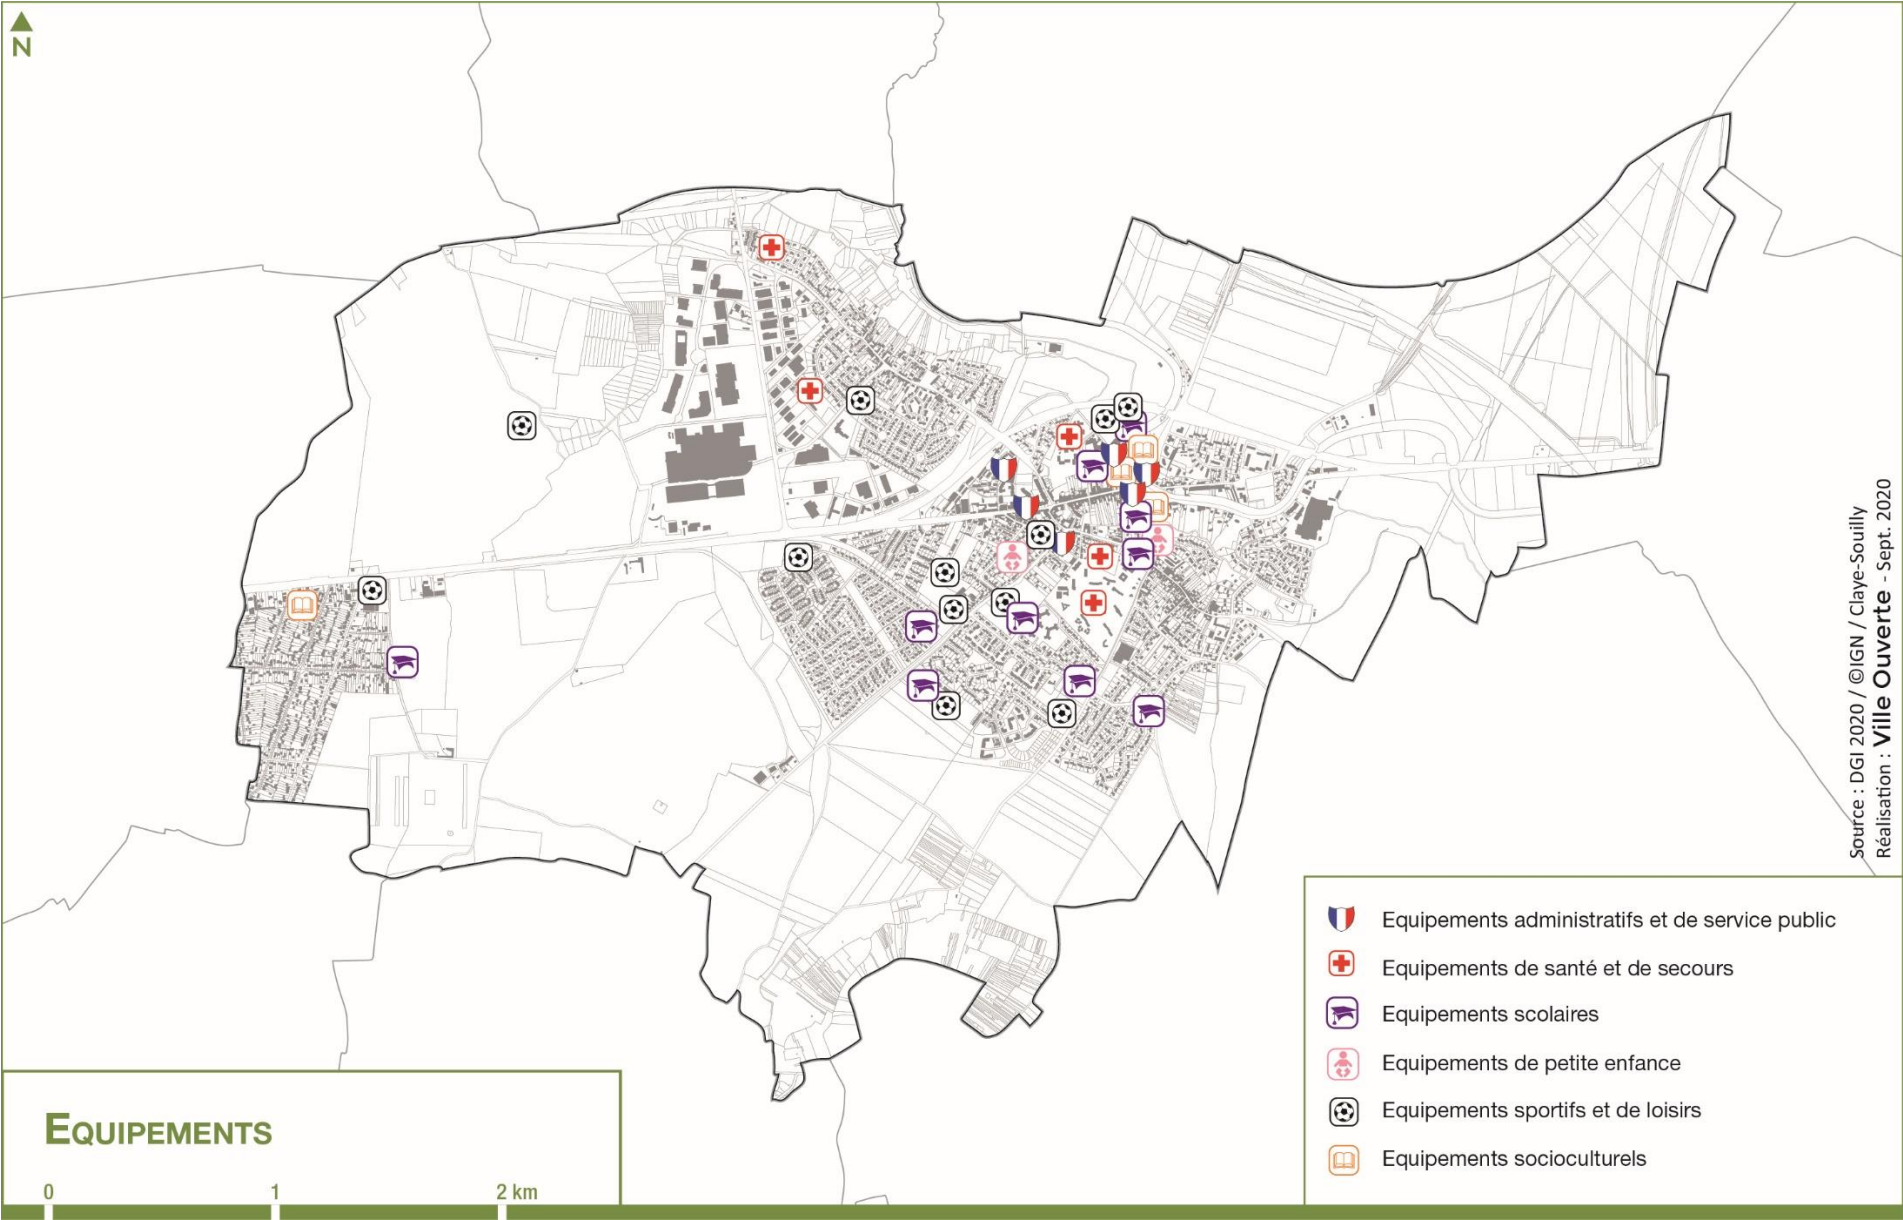 N
Source : DGI 2020 / ©IGN / Claye-Souilly
Réalisation : Ville Ouverte - Sept. 2020
Equipements administratifs et de service public
Equipements de santé et de secours
Equipements scolaires
Equipements de petite enfance
Equipements sportifs et de loisirs
Equipements socioculturels
EQUIPEMENTS
0 1 2 km